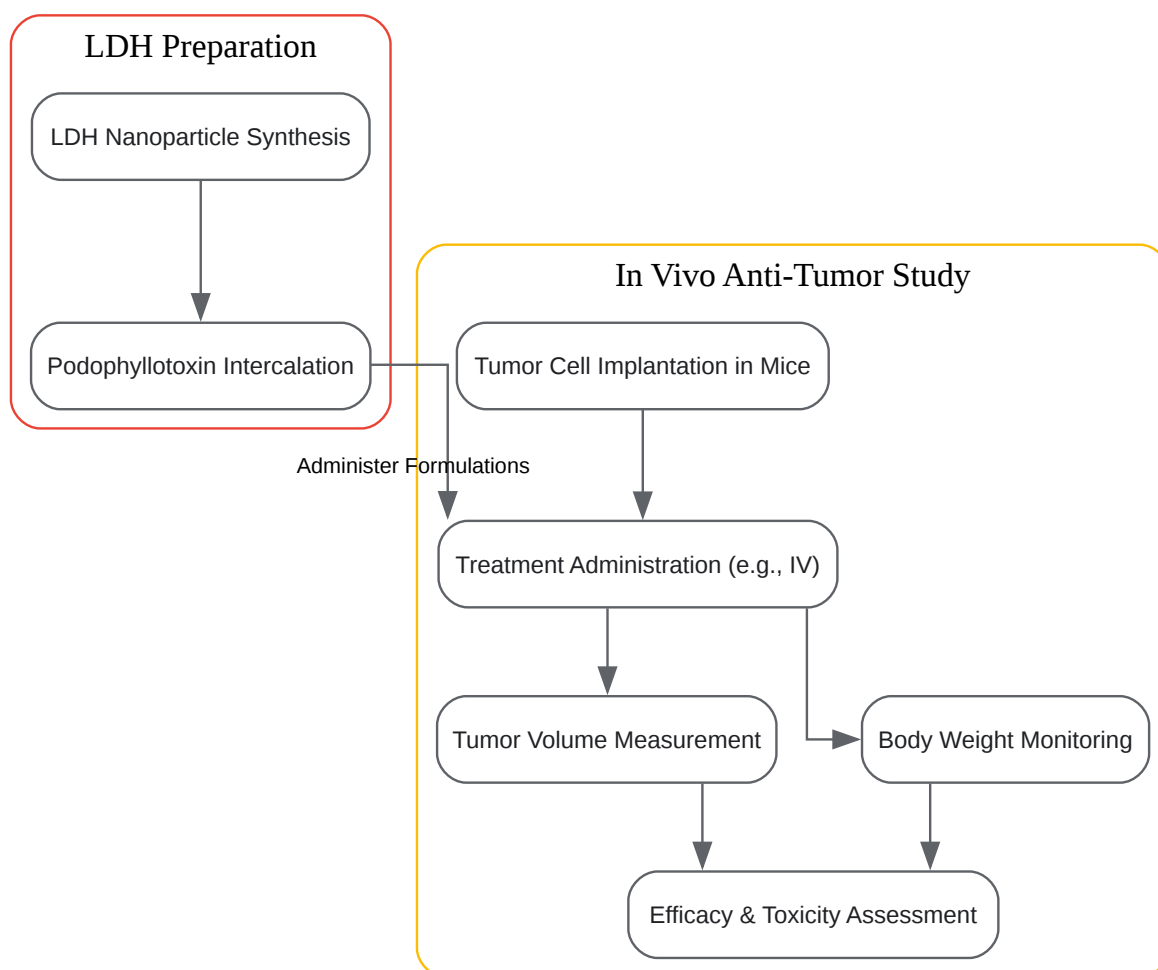 LDH Preparation
LDH Nanoparticle Synthesis
Podophyllotoxin Intercalation
In Vivo Anti-Tumor Study
Tumor Cell Implantation in Mice
Administer Formulations
Treatment Administration (e.g., IV)
Tumor Volume Measurement
Body Weight Monitoring
Efficacy & Toxicity Assessment